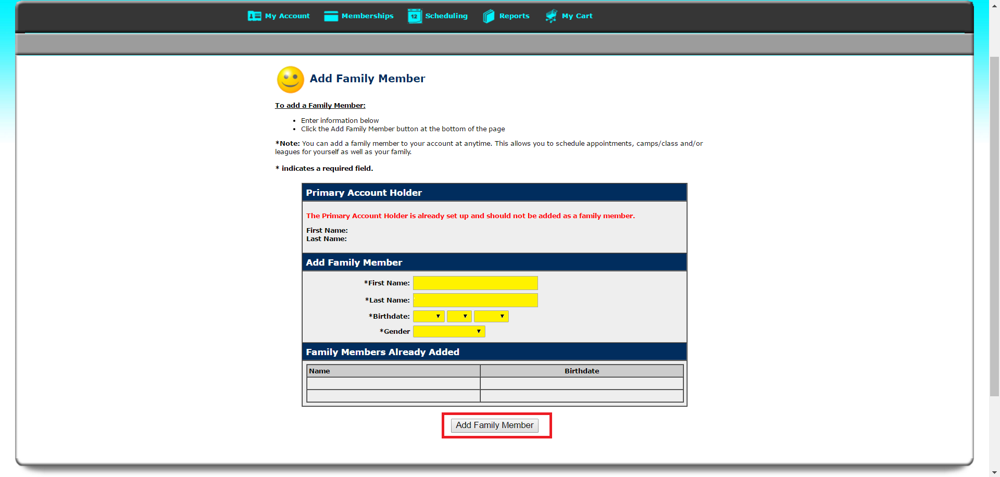 My Account Memberships 12 Scheduling Reports My Cart
Add Family Member
To add a Family Member:
• Enter information below
• Click the Add Family Member button at the bottom of the page
*Note: You can add a family member to your account at anytime. This allows you to schedule appointments, camps/class and/or
leagues for yourself as well as your family.
* indicates a required field.
Primary Account Holder
The Primary Account Holder is already set up and should not be added as a family member.
First Name:
Last Name:
Add Family Member
*First Name:
*Last Name:
*Birthdate:
*Gender
Family Members Already Added
Name Birthdate
Add Family Member